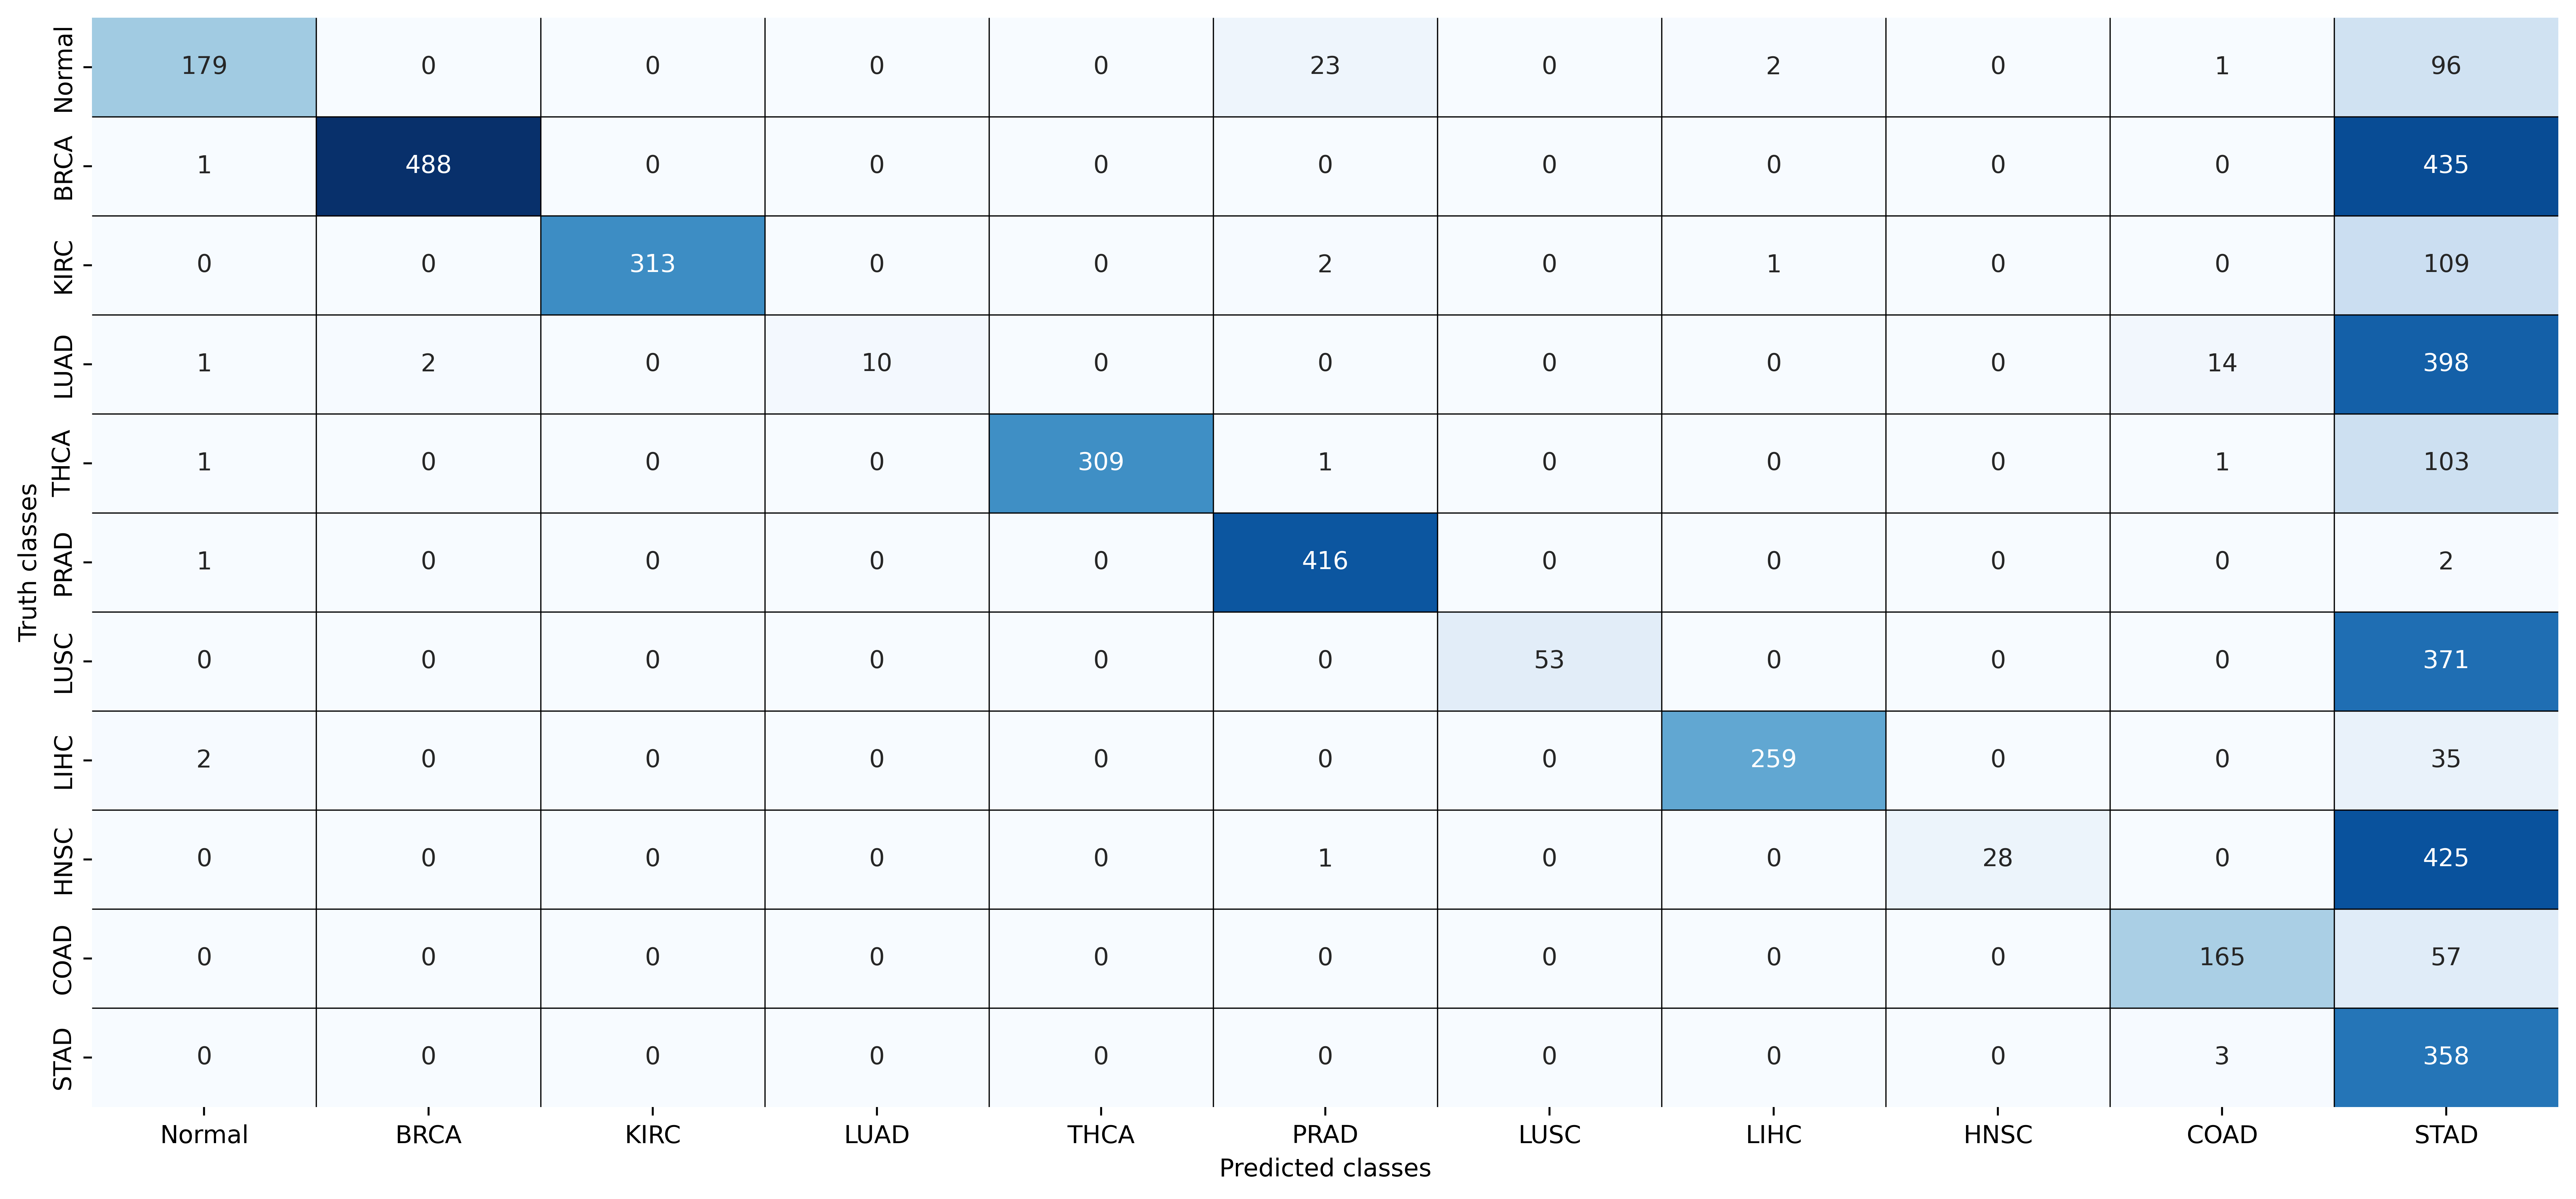 Truth classes
Normal 179 0 0 0 0 23 0 2 0 1 96
BRCA 1 488 0 0 0 0 0 0 0 0 435
KIRC 0 0 313 0 0 2 0 1 0 0 109
LUAD 1 2 0 10 0 0 0 0 0 14 398
THCA 1 0 0 0 309 1 0 0 0 1 103
PRAD 1 0 0 0 0 416 0 0 0 0 2
LUSC 0 0 0 0 0 0 53 0 0 0 371
LIHC 2 0 0 0 0 0 0 259 0 0 35
HNSC 0 0 0 0 0 1 0 0 28 0 425
COAD 0 0 0 0 0 0 0 0 0 165 57
STAD 0 0 0 0 0 0 0 0 0 3 358
Normal BRCA KIRC LUAD THCA PRAD LUSC LIHC HNSC COAD STAD
Predicted classes